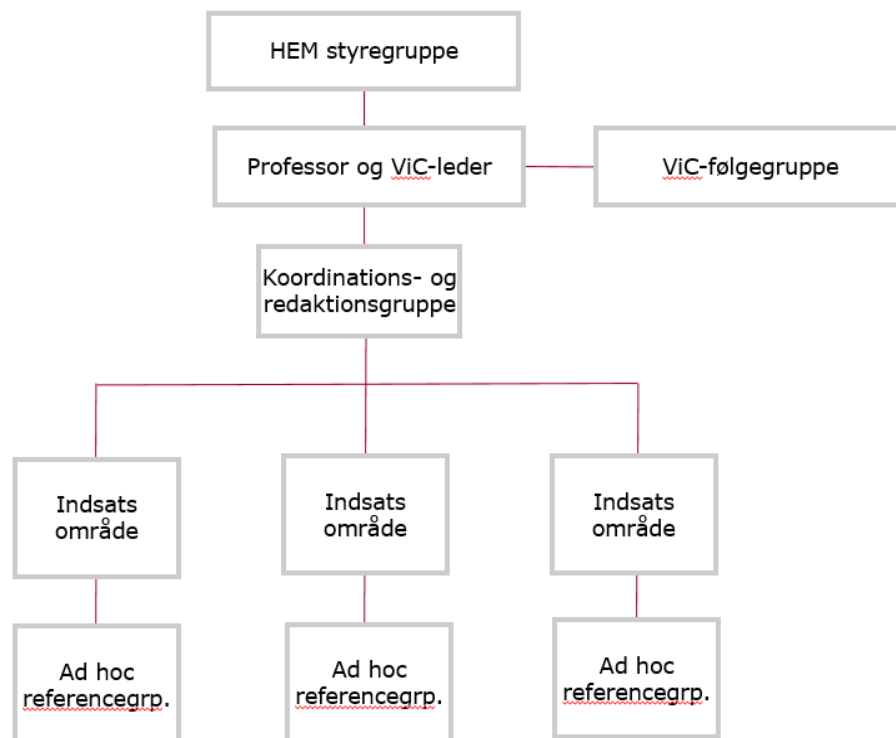 HEM styregruppe
Professor og ViC-leder
ViC-følgegruppe
Koordinations- og
redaktionsgruppe
Indsats
område
Indsats
område
Indsats
område
Ad hoc
referencegrp.
Ad hoc
referencegrp.
Ad hoc
referencegrp.